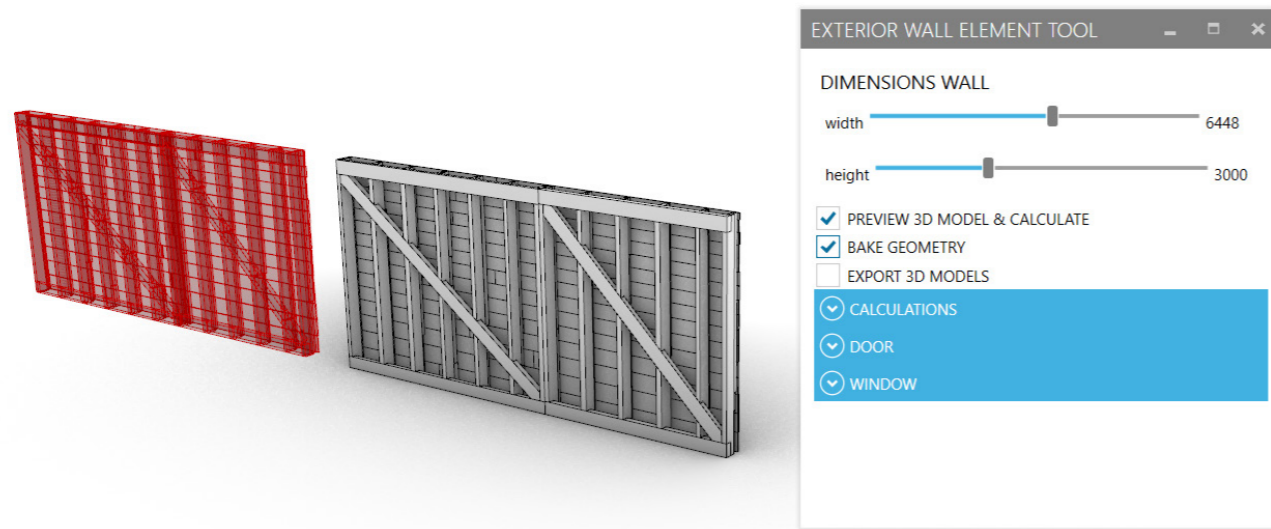 EXTERIOR WALL ELEMENT TOOL
DIMENSIONS WALL
width 6448
height 3000
PREVIEW 3D MODEL & CALCULATE
BAKE GEOMETRY
EXPORT 3D MODELS
CALCULATIONS
DOOR
WINDOW